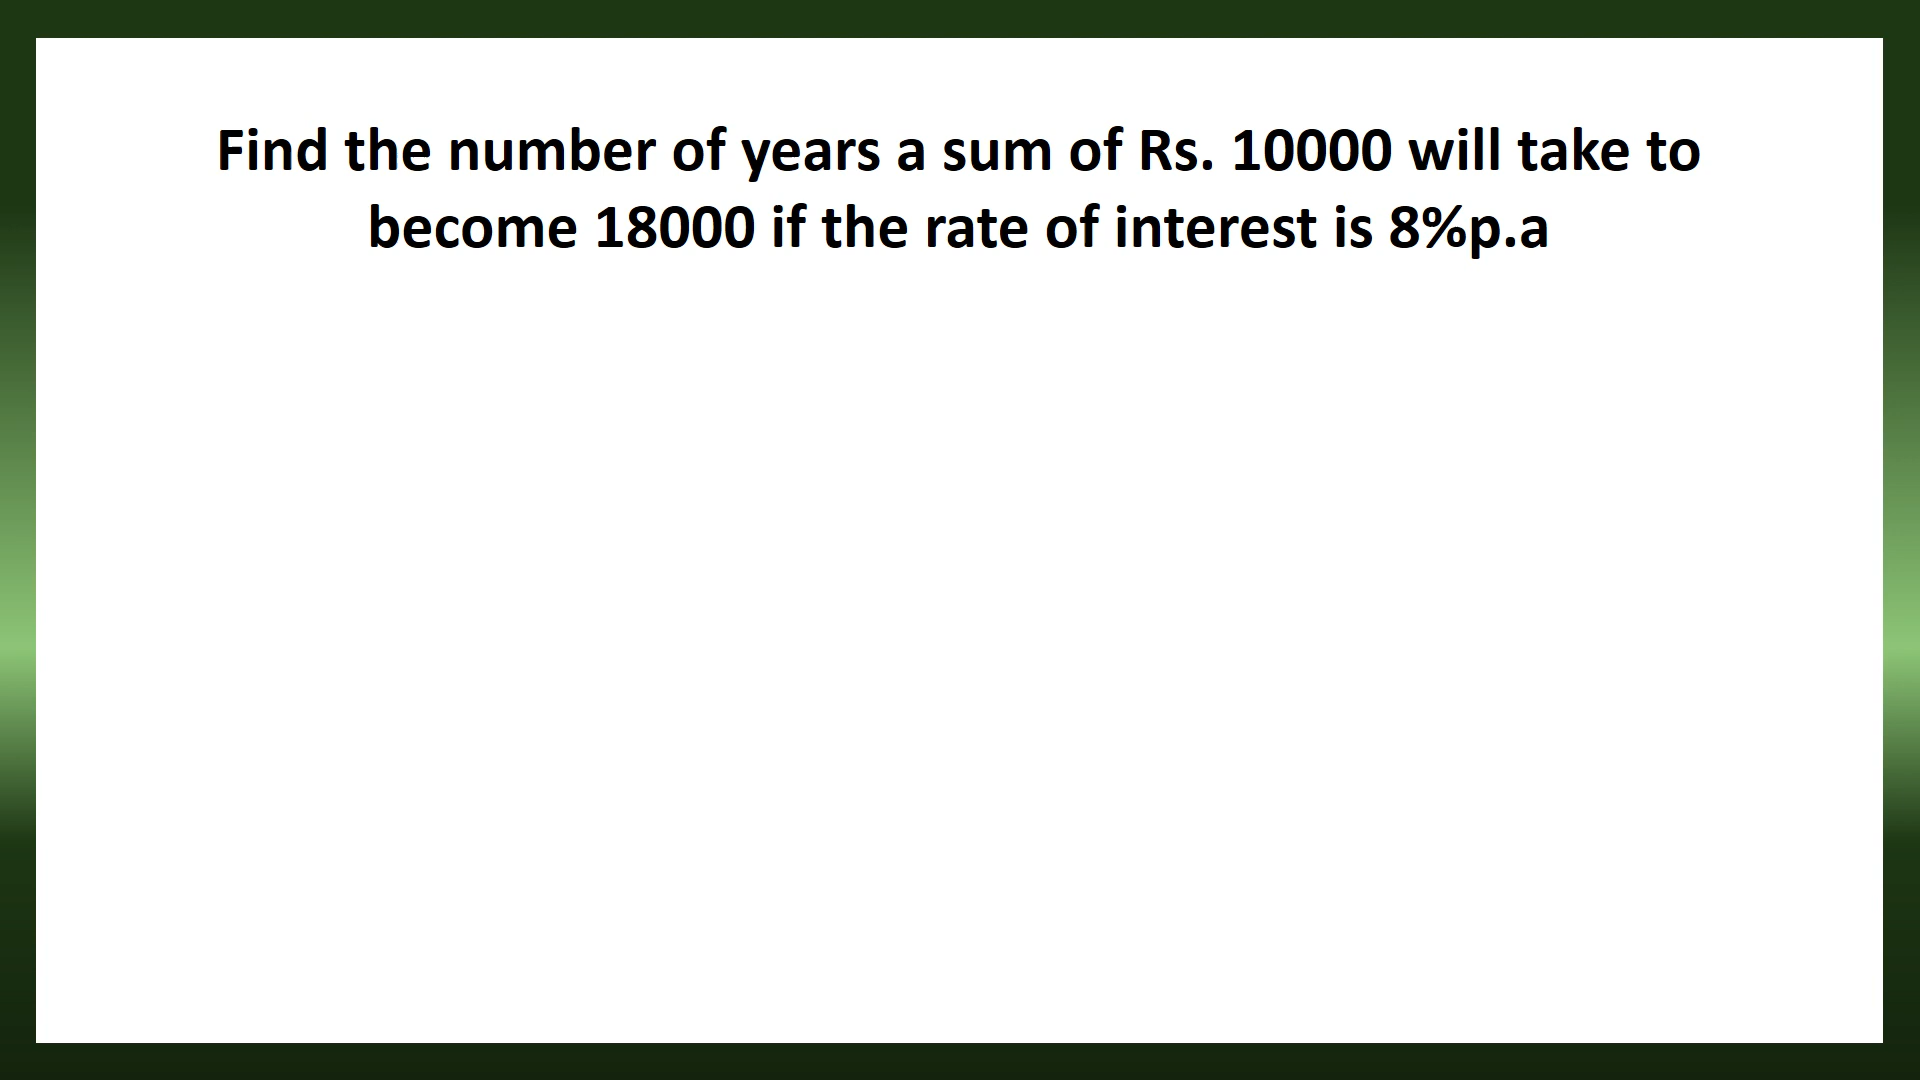 Find the number of years a sum of Rs. 10000 will take to
become 18000 if the rate of interest is 8%p.a